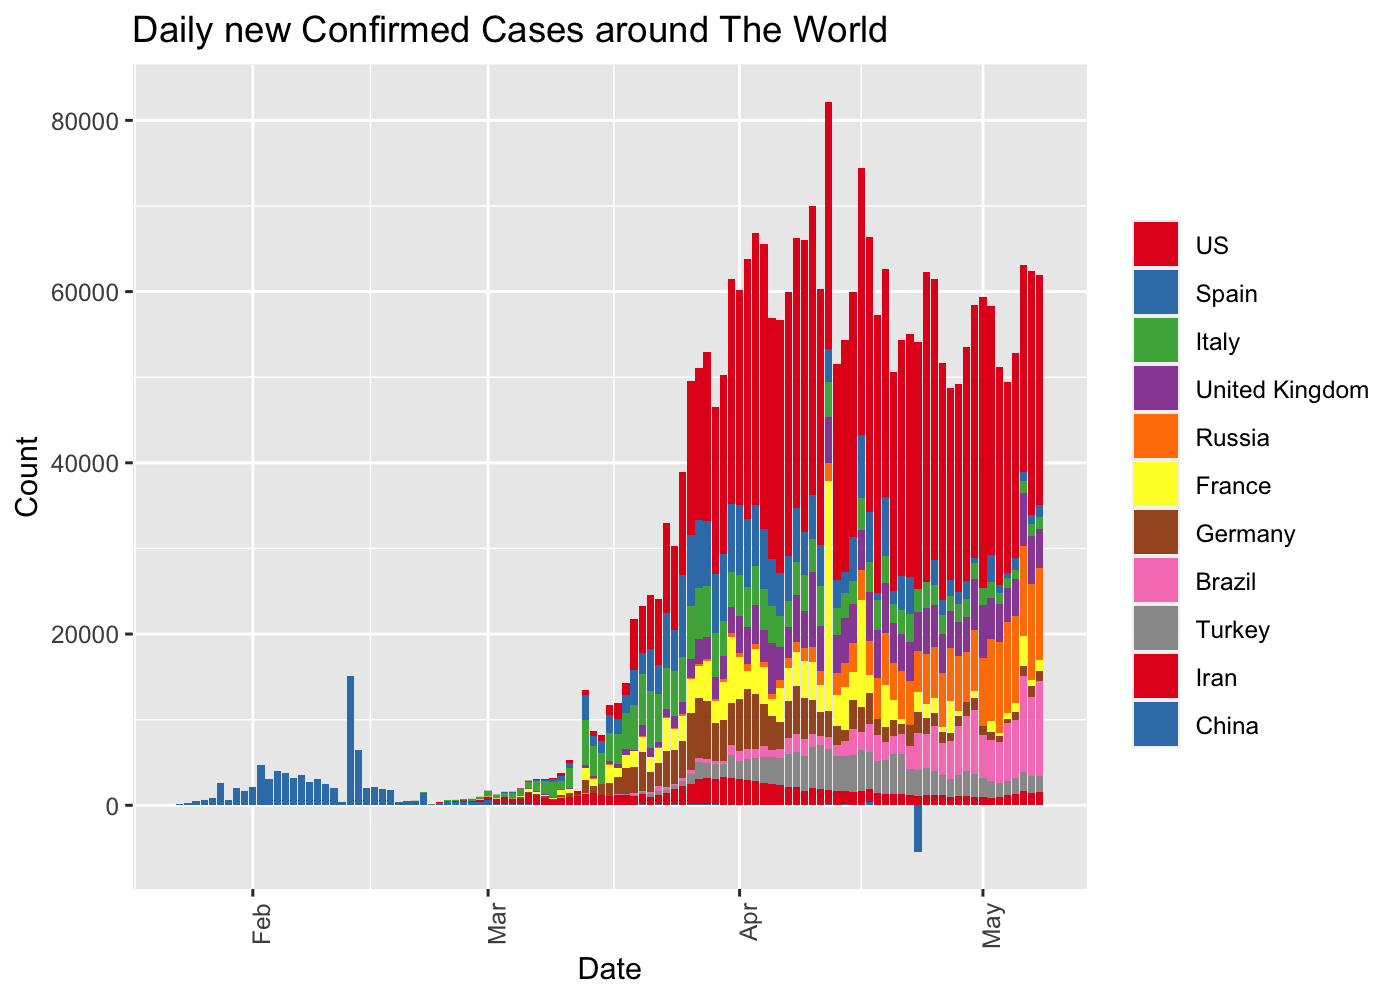 Daily new Confirmed Cases around The World
80000
60000
40000
20000
0
Count
Feb
Mar
Apr
May
Date
US
Spain
Italy
United Kingdom
Russia
France
Germany
Brazil
Turkey
Iran
China